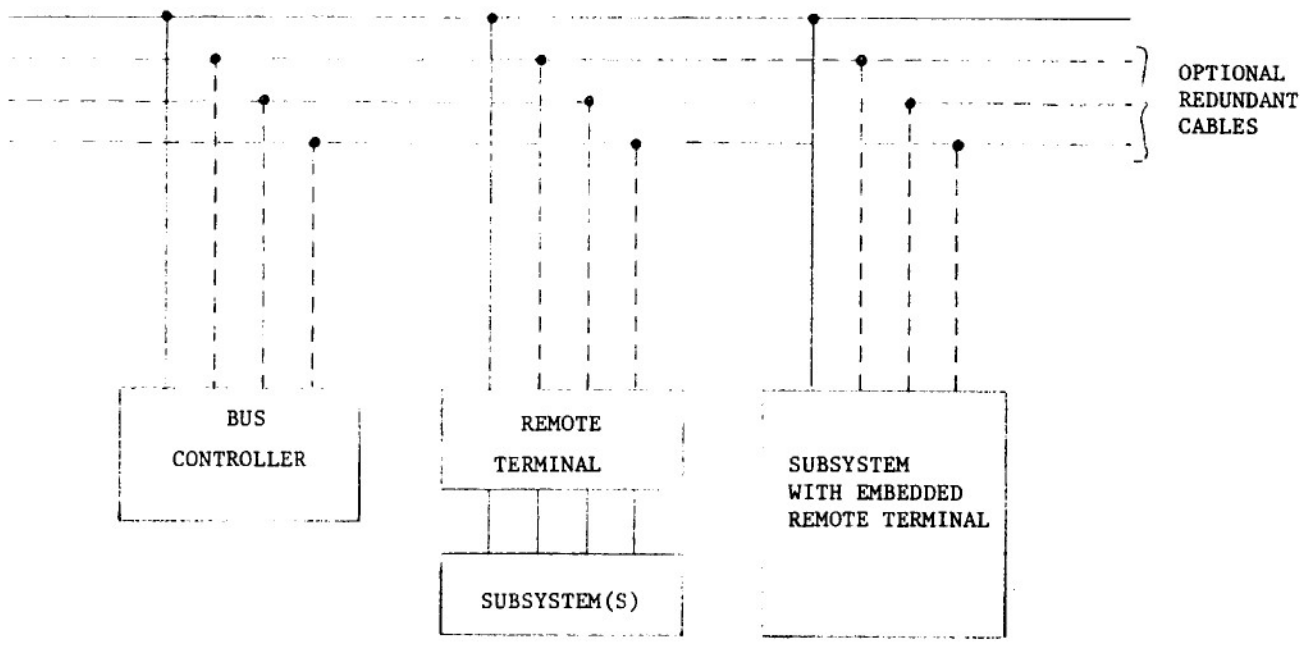 OPTIONAL
REDUNDANT
CABLES
BUS
CONTROLLER
REMOTE
TERMINAL
SUBSYSTEM(S)
SUBSYSTEM
WITH EMBEDDED
REMOTE TERMINAL